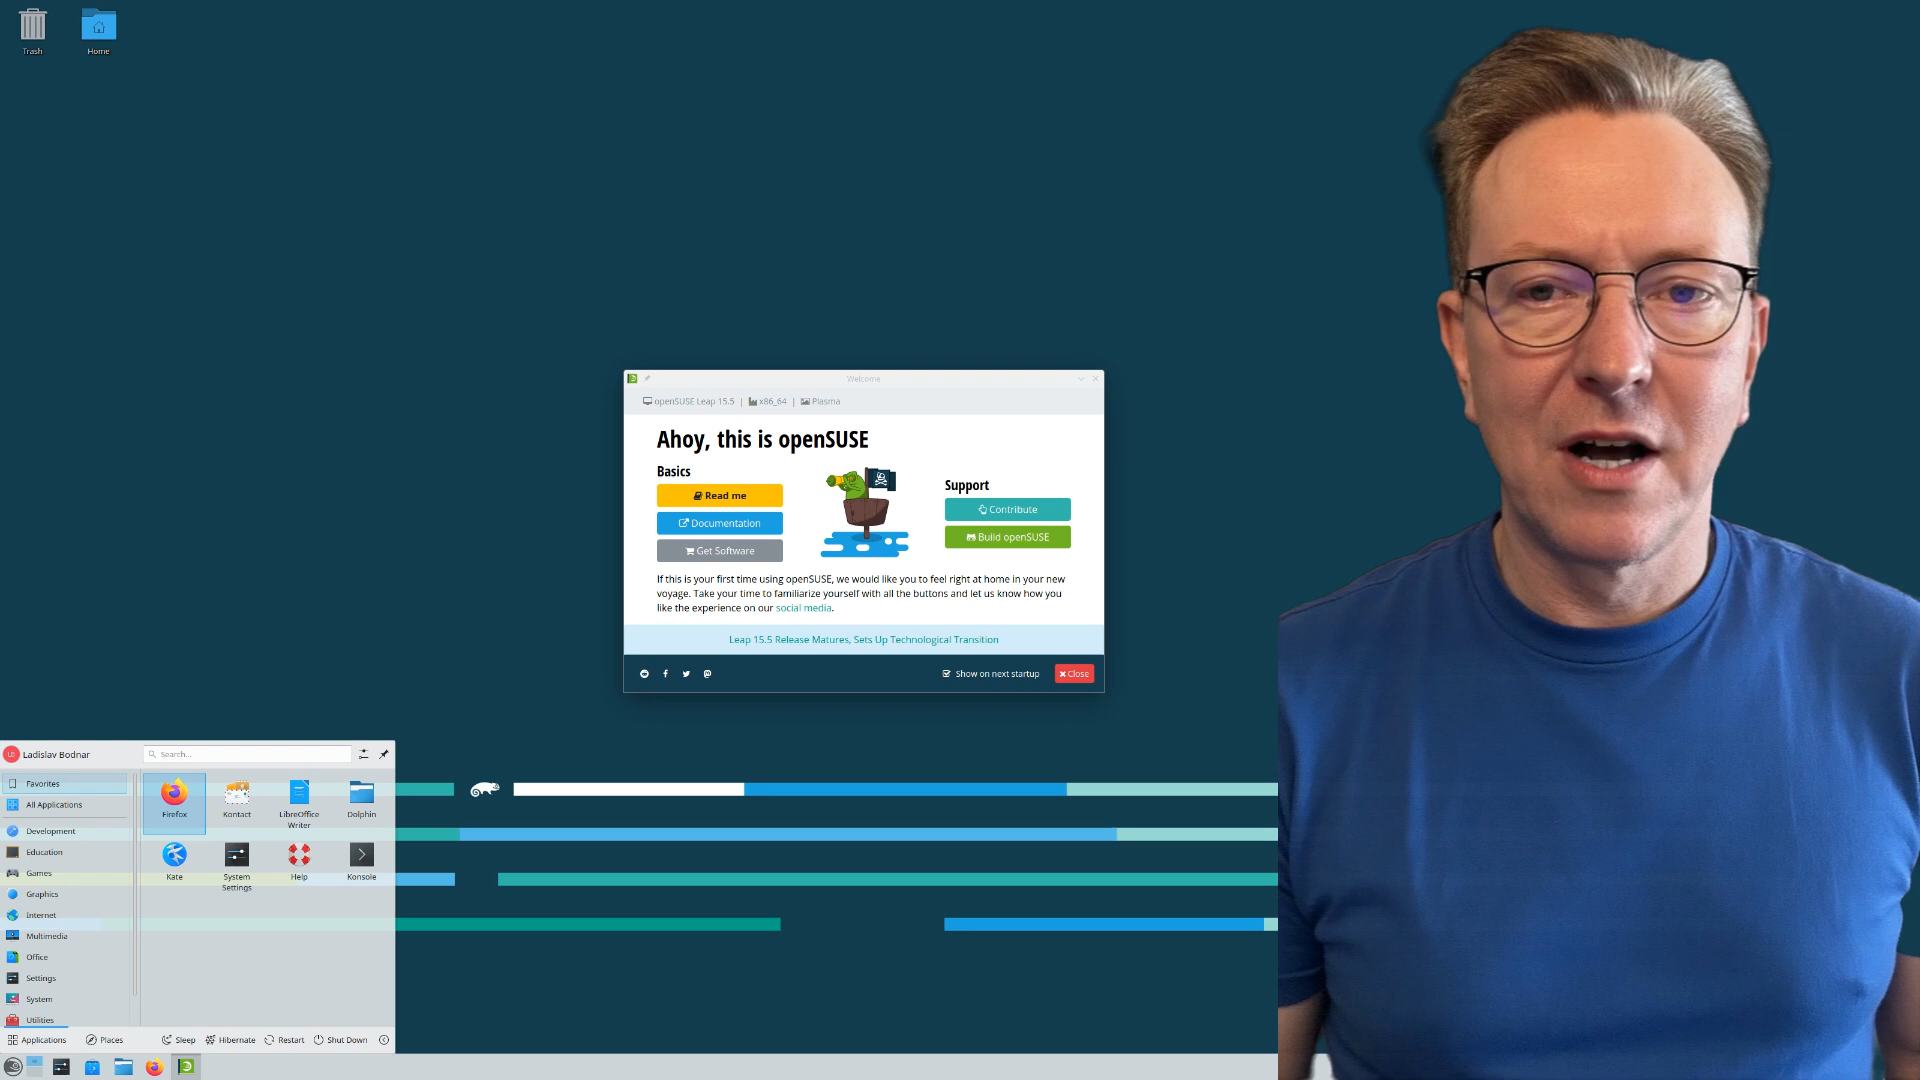 Trash
Home
Welcome
openSUSE Leap 15.5 | x86_64 | Plasma
Ahoy, this is openSUSE
Basics
Read me
Documentation
Get Software
Support
Contribute
Build openSUSE
If this is your first time using openSUSE, we would like you to feel right at home in your new
voyage. Take your time to familiarize yourself with all the buttons and let us know how you
like the experience on our social media.
Leap 15.5 Release Matures, Sets Up Technological Transition
Show on next startup
Close
LB
Ladislav Bodnar
Search...
Favorites
All Applications
Development
Education
Games
Graphics
Internet
Multimedia
Office
Settings
System
Utilities
Firefox
Kontact
LibreOffice
Writer
Dolphin
Kate
System
Settings
Help
Konsole
Applications
Places
Sleep
Hibernate
Restart
Shut Down